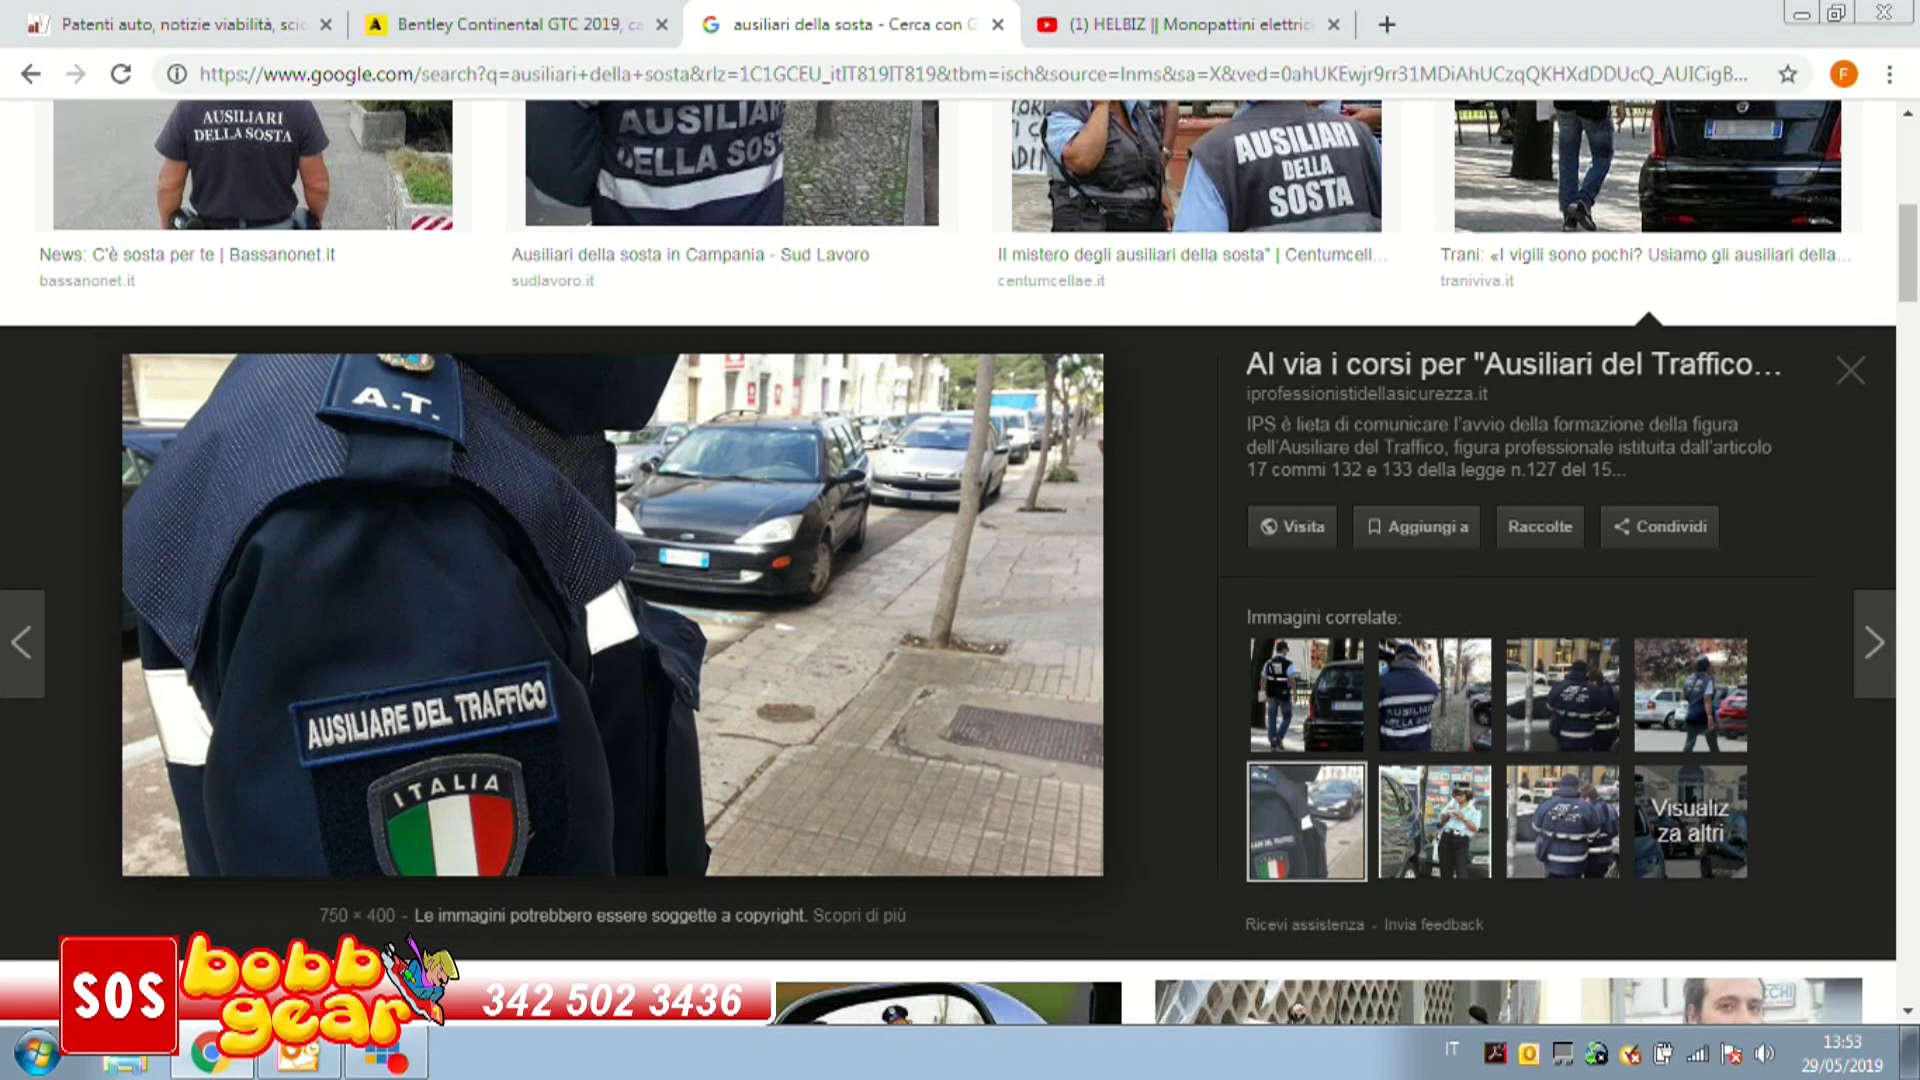 Patenti auto, notizie viabilità, sci
Bentley Continental GTC 2019, ca
ausiliari della sosta - Cerca con G
(1) HELBIZ || Monopattini elettric
https://www.google.com/search?q=ausiliari+della+sosta&rlz=1C1GCEU_itIT819IT819&tbm=isch&source=lnms&sa=X&ved=0ahUKEwjr9rr31MDiAhUCzqQKHXdDDUcQ_AUICigB...
F
AUSILIARI
DELLA SOSTA
AUSILIAR
DELLA SOST
AUSILIARI
DELLA
SOSTA
News: C'è sosta per te | Bassanonet.it
bassanonet.it
Ausiliari della sosta in Campania - Sud Lavoro
sudlavoro.it
Il mistero degli ausiliari della sosta" | Centumcell...
centumcellae.it
Trani: «I vigili sono pochi? Usiamo gli ausiliari della...
traniviva.it
A.T.
AUSILIARE DEL TRAFFICO
ITALIA
Al via i corsi per "Ausiliari del Traffico...
iprofessionistidellasicurezza.it
IPS è lieta di comunicare l'avvio della formazione della figura
dell'Ausiliare del Traffico, figura professionale istituita dall'articolo
17 commi 132 e 133 della legge n.127 del 15...
Visita
Aggiungi a
Raccolte
Condividi
Immagini correlate:
Visualiz
za altri
750 × 400 - Le immagini potrebbero essere soggette a copyright. Scopri di più
Ricevi assistenza - Invia feedback
SOS
bobb
gear
342 502 3436
IT
13:53
29/05/2019